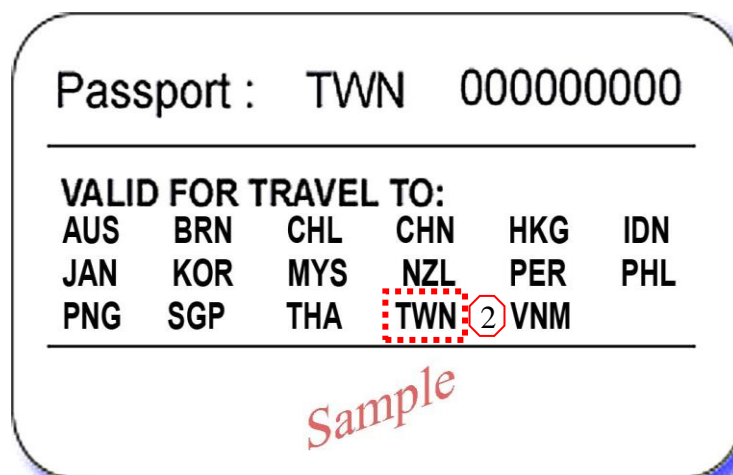 Passport : TWN 000000000
VALID FOR TRAVEL TO:
AUS BRN CHL CHN HKG IDN
JAN KOR MYS NZL PER PHL
PNG SGP THA TWN 2 VNM
Sample